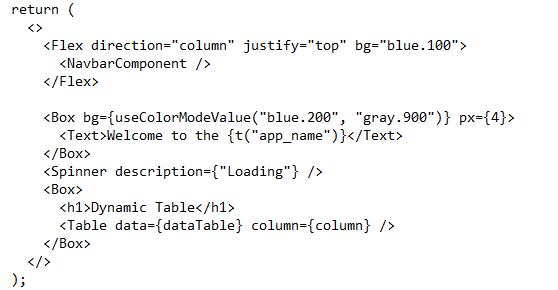 return (
<>
<Flex direction="column" justify="top" bg="blue.100">
<NavbarComponent />
</Flex>
<Box bg={useColorModeValue("blue.200", "gray.900")} px={4}>
<Text>Welcome to the {t("app_name")}</Text>
</Box>
<Spinner description={"Loading"} />
<Box>
<h1>Dynamic Table</h1>
<Table data={dataTable} column={column} />
</Box>
</>
);